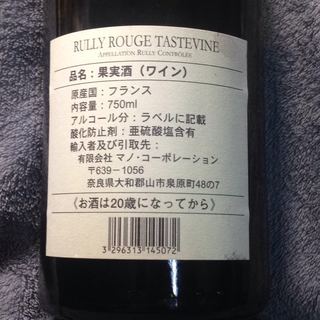 RULLY ROUGE TASTEVINE
APPELLATION RULLY CONTRÔLÉE
品名：果実酒（ワイン）
原産国：フランス
内容量：750ml
アルコール分：ラベルに記載
酸化防止剤：亜硫酸塩含有
輸入者及び引取先：
有限会社 マノ・コーポレーション
〒639－1056
奈良県大和郡山市泉原町48の7
《お酒は20歳になってから》
3 296313 145072